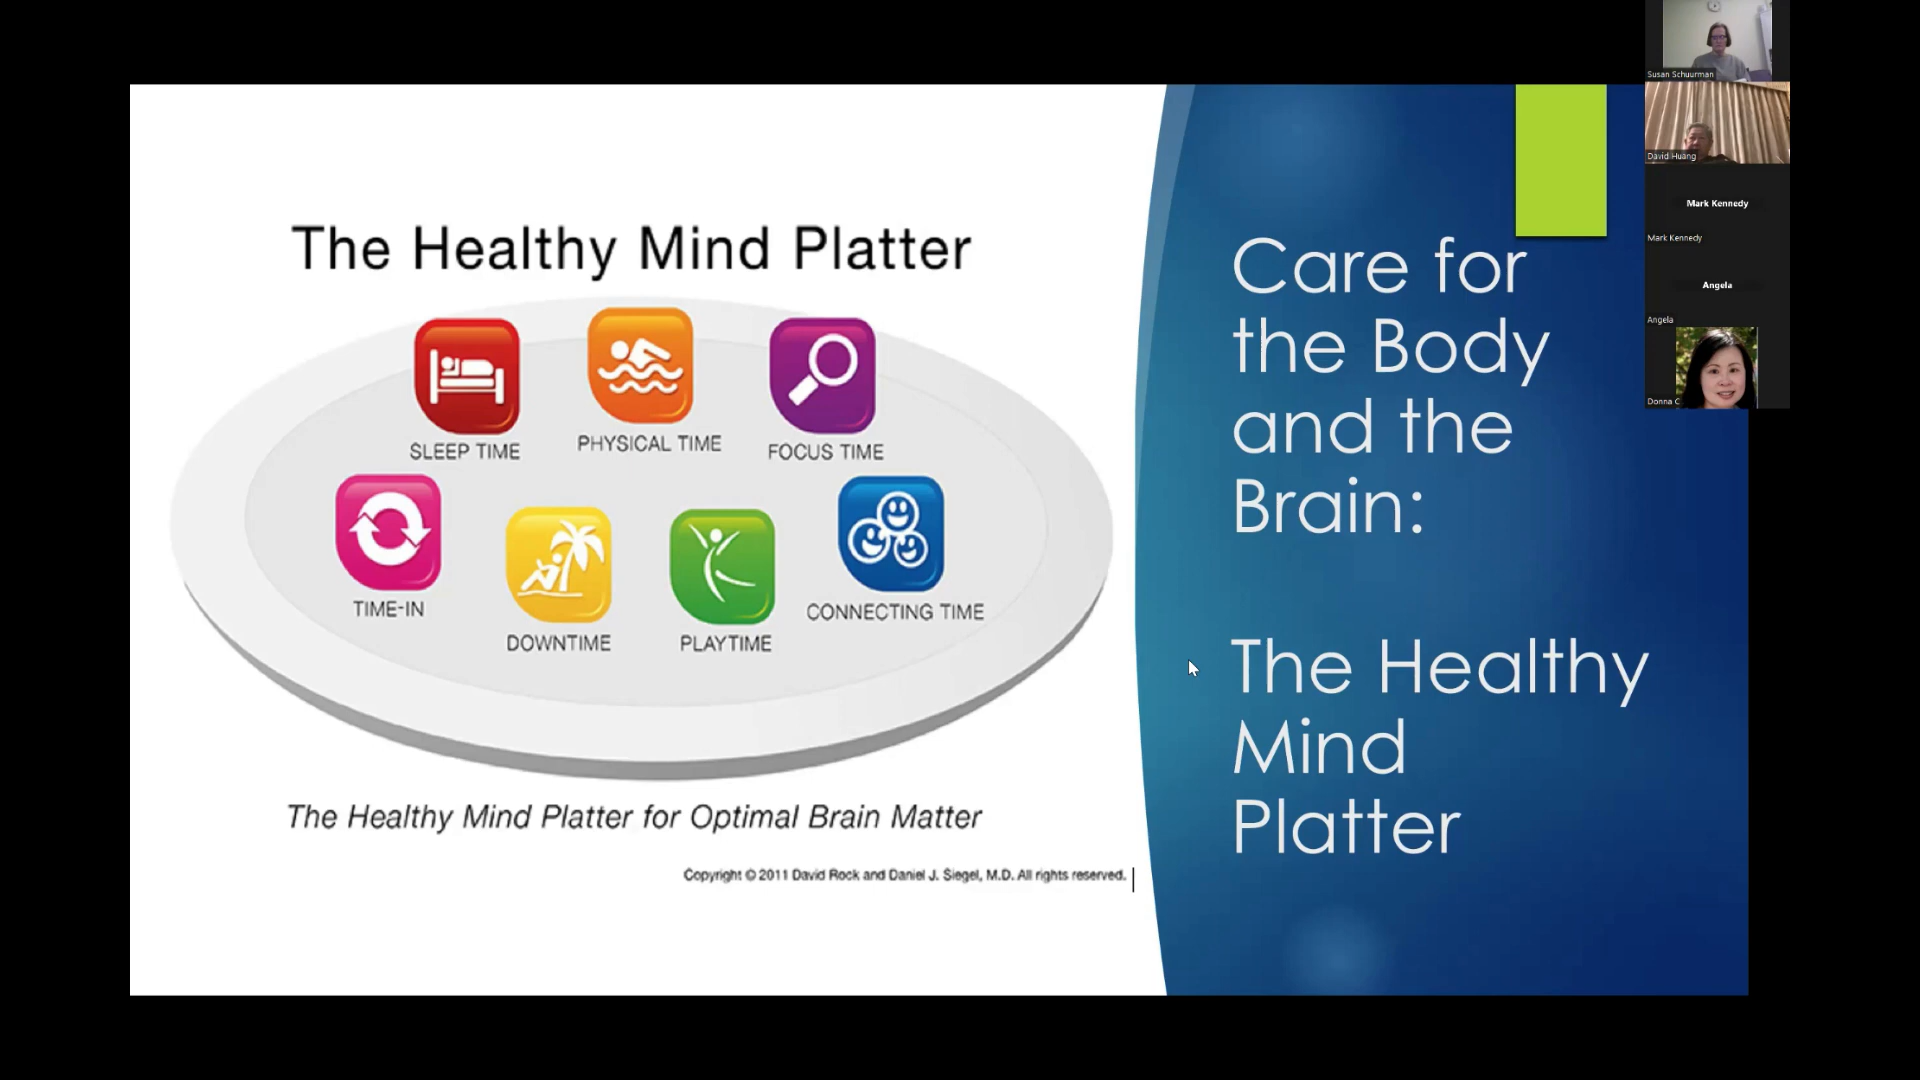 The Healthy Mind Platter
SLEEP TIME
PHYSICAL TIME
FOCUS TIME
TIME-IN
DOWNTIME
PLAYTIME
CONNECTING TIME
The Healthy Mind Platter for Optimal Brain Matter
Copyright © 2011 David Rock and Daniel J. Siegel, M.D. All rights reserved.
Care for
the Body
and the
Brain:
The Healthy
Mind
Platter
Susan Schuurman
David Huang
Mark Kennedy
Mark Kennedy
Angela
Angela
Donna C